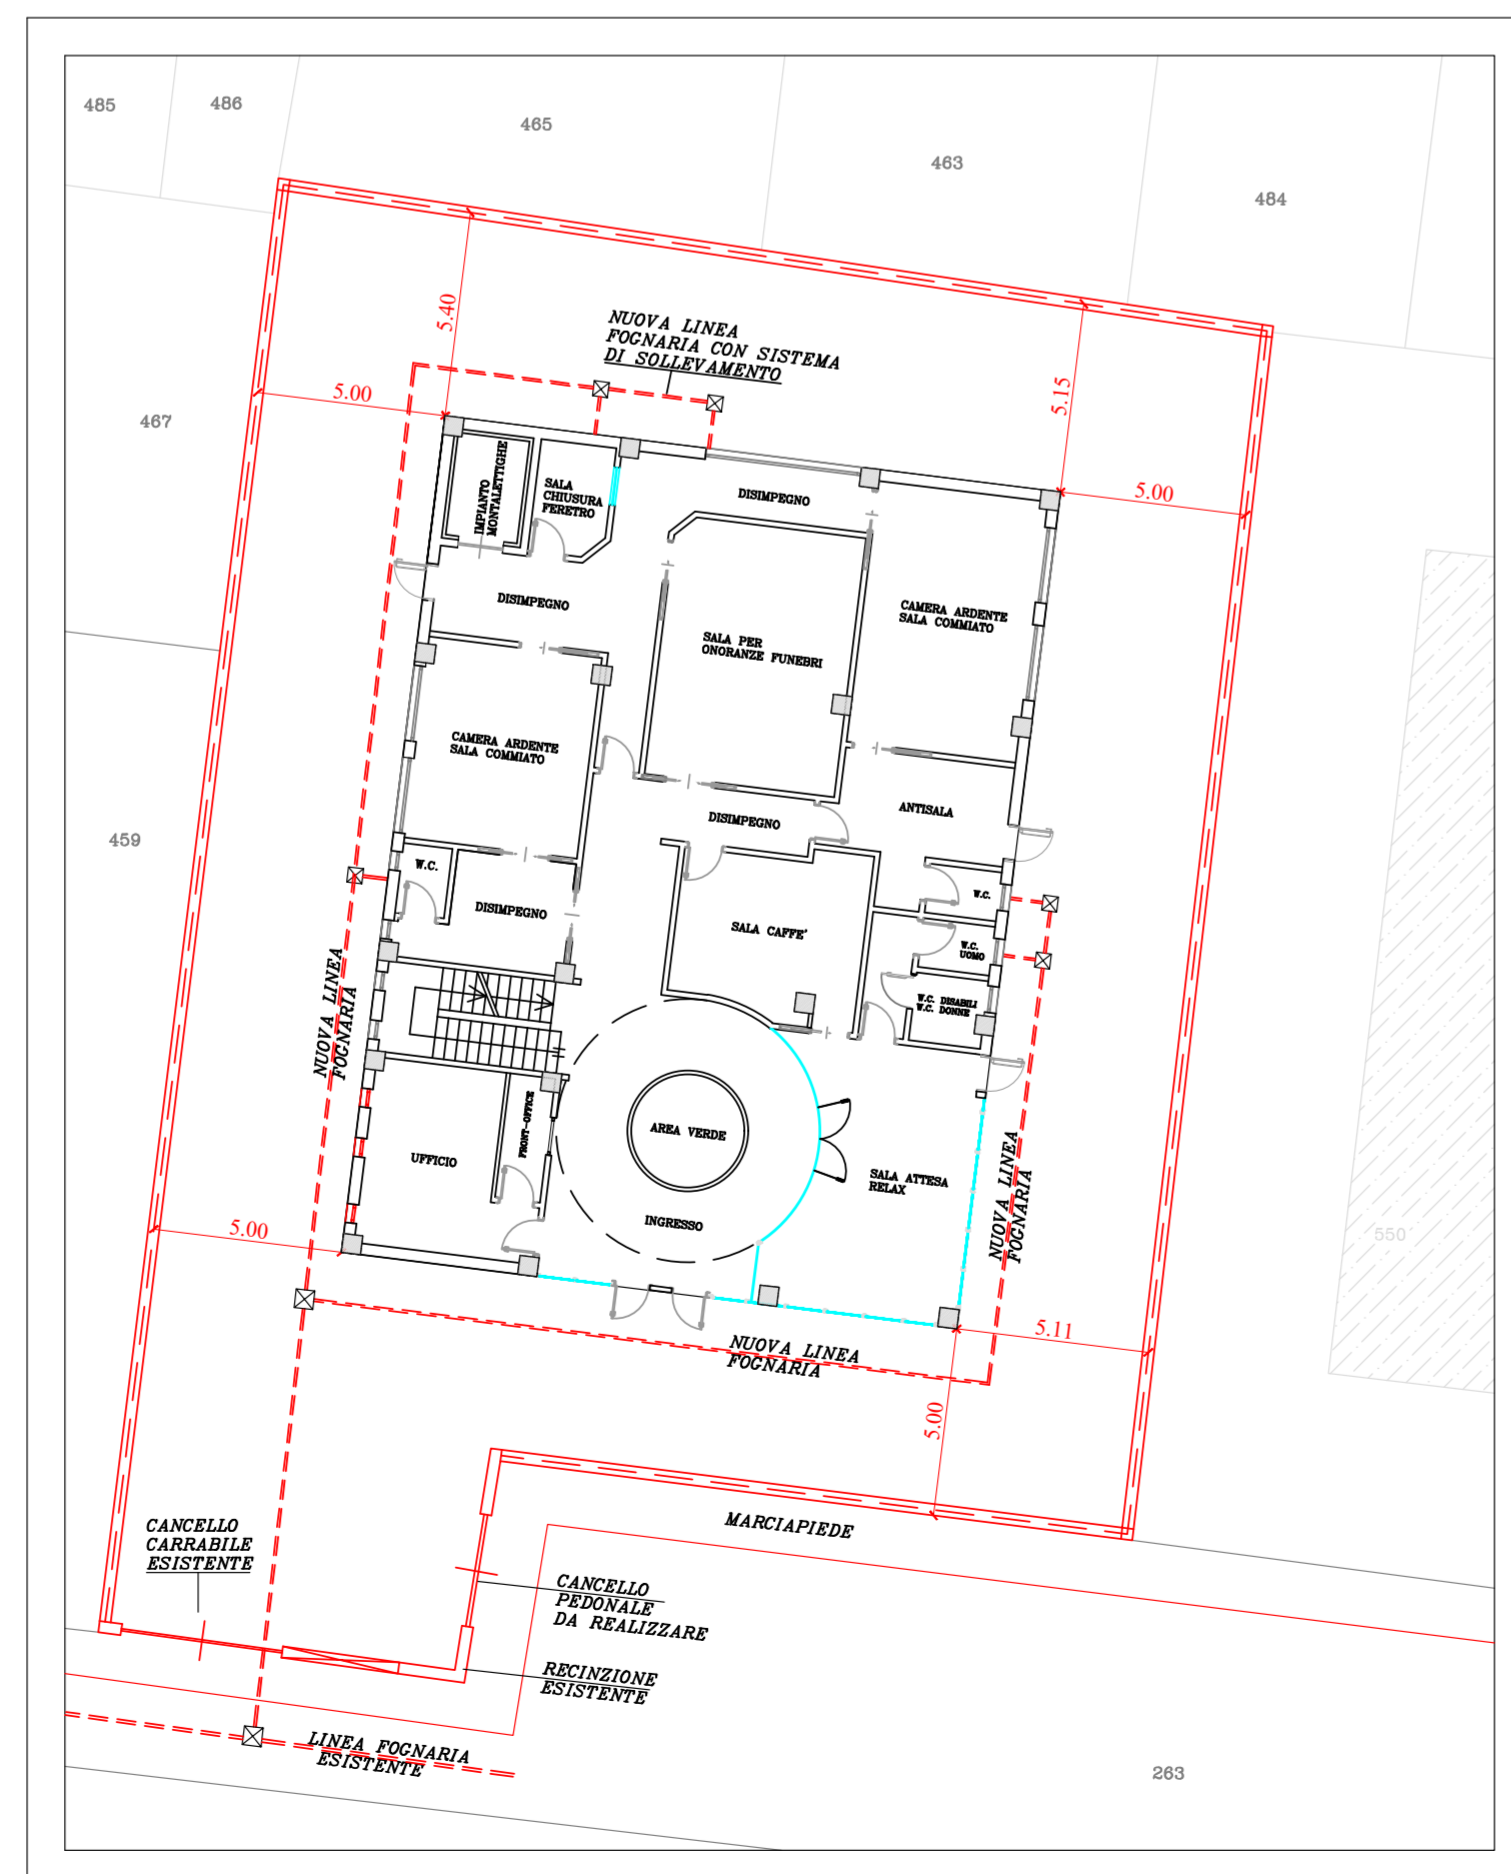 485
486
465
463
484
5.40
NUOVA LINEA
FOGNARIA CON SISTEMA
DI SOLLEVAMENTO
5.15
5.00
467
5.00
IMPIANTO
MONTALETTIGHE
SALA
CHIUSURA
FERETRO
DISIMPEGNO
DISIMPEGNO
CAMERA ARDENTE
SALA COMMIATO
SALA PER
ONORANZE FUNEBRI
CAMERA ARDENTE
SALA COMMIATO
ANTISALA
DISIMPEGNO
459
W.C.
DISIMPEGNO
SALA CAFFE'
W.C.
W.C.
UOMO
W.C. DISABILI
W.C. DONNE
NUOVA LINEA
FOGNARIA
FRONT-OFFICE
UFFICIO
AREA VERDE
SALA ATTESA
RELAX
INGRESSO
NUOVA LINEA
FOGNARIA
550
5.00
NUOVA LINEA
FOGNARIA
5.11
5.00
MARCIAPIEDE
CANCELLO
CARRABILE
ESISTENTE
CANCELLO
PEDONALE
DA REALIZZARE
RECINZIONE
ESISTENTE
LINEA FOGNARIA
ESISTENTE
263